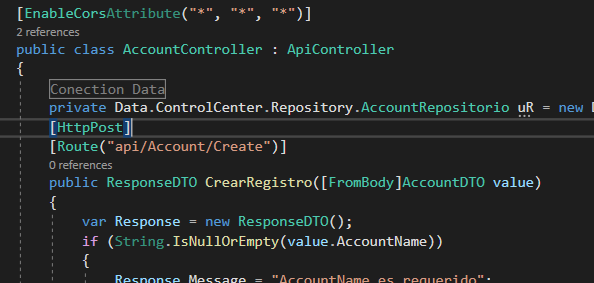 [EnableCorsAttribute("*", "*", "*")]
2 references
public class AccountController : ApiController
{
Conection Data
private Data.ControlCenter.Repository.AccountRepositorio uR = new
[HttpPost]
[Route("api/Account/Create")]
0 references
public ResponseDTO CrearRegistro([FromBody]AccountDTO value)
{
var Response = new ResponseDTO();
if (String.IsNullOrEmpty(value.AccountName))
{
Response.Message = "AccountName es requerido";